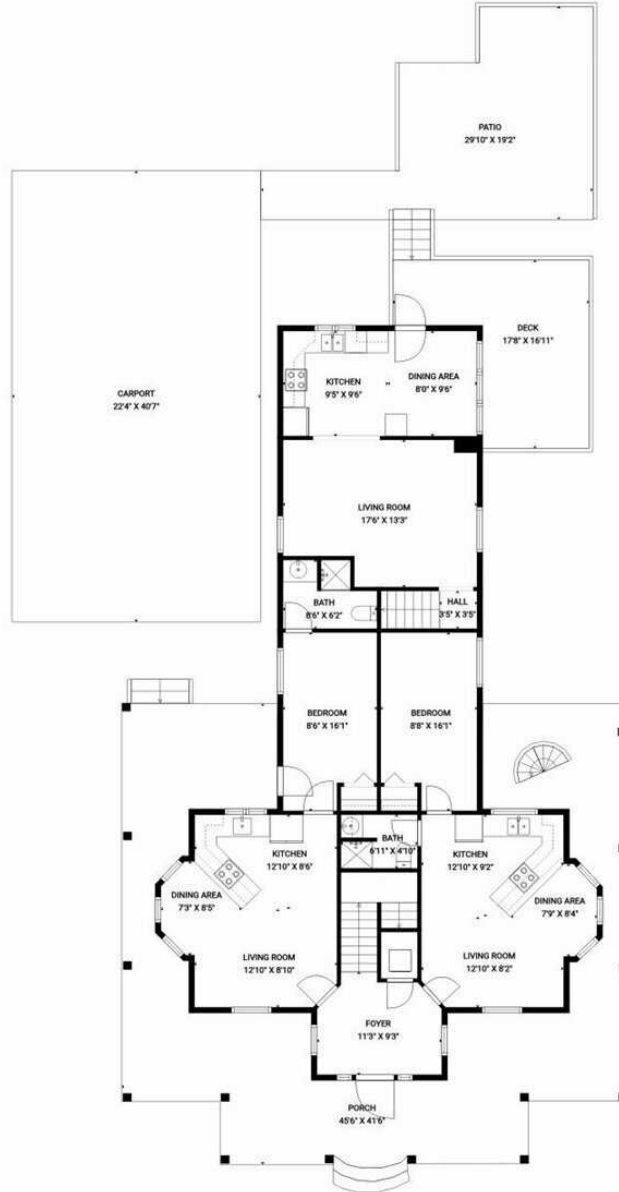 PATIO
29'10" X 19'2"
DECK
17'8" X 16'11"
CARPORT
22'4" X 40'7"
KITCHEN
9'5" X 9'6"
DINING AREA
8'0" X 9'6"
LIVING ROOM
17'6" X 13'3"
BATH
8'6" X 6'2"
HALL
3'5" X 3'5"
BEDROOM
8'6" X 16'1"
BEDROOM
8'8" X 16'1"
KITCHEN
12'10" X 8'6"
BATH
6'11" X 4'10"
KITCHEN
12'10" X 9'2"
DINING AREA
7'3" X 8'5"
DINING AREA
7'9" X 8'4"
LIVING ROOM
12'10" X 8'10"
LIVING ROOM
12'10" X 8'2"
FOYER
11'3" X 9'3"
PORCH
45'6" X 41'6"